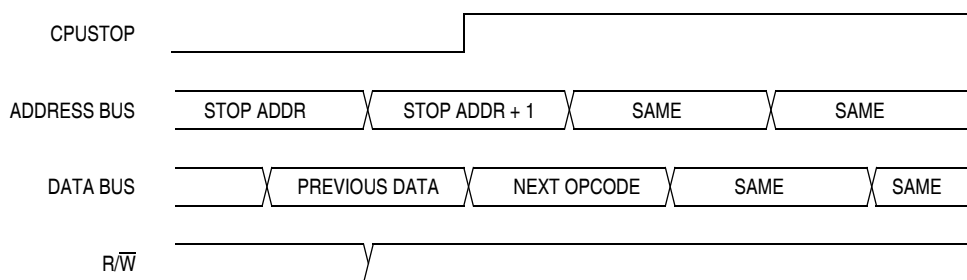 CPUSTOP
ADDRESS BUS STOP ADDR STOP ADDR + 1 SAME SAME
DATA BUS PREVIOUS DATA NEXT OPCODE SAME SAME
R/W̅